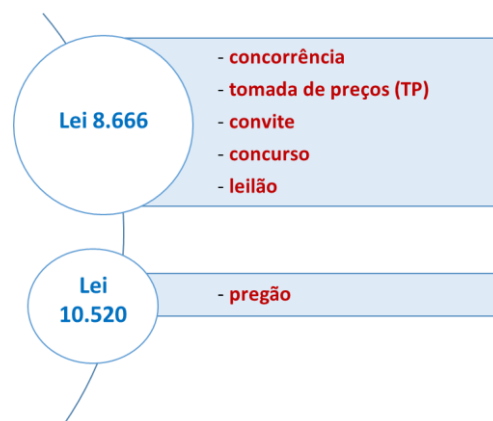 Lei 8.666
- concorrência
- tomada de preços (TP)
- convite
- concurso
- leilão
Lei
10.520
- pregão